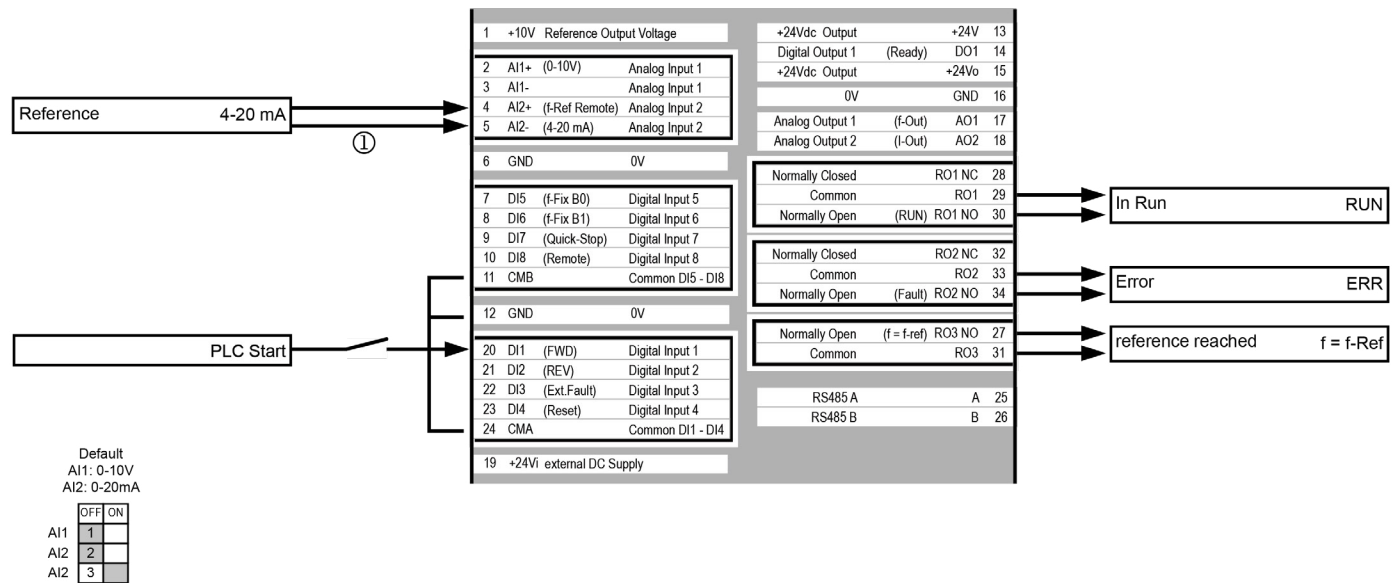 Reference 4-20 mA
①
PLC Start
Default
AI1: 0-10V
AI2: 0-20mA
OFF ON
AI1 1
AI2 2
AI2 3
1 +10V Reference Output Voltage
2 AI1+ (0-10V) Analog Input 1
3 AI1- Analog Input 1
4 AI2+ (f-Ref Remote) Analog Input 2
5 AI2- (4-20 mA) Analog Input 2
6 GND 0V
7 DI5 (f-Fix B0) Digital Input 5
8 DI6 (f-Fix B1) Digital Input 6
9 DI7 (Quick-Stop) Digital Input 7
10 DI8 (Remote) Digital Input 8
11 CMB Common DI5 - DI8
12 GND 0V
20 DI1 (FWD) Digital Input 1
21 DI2 (REV) Digital Input 2
22 DI3 (Ext.Fault) Digital Input 3
23 DI4 (Reset) Digital Input 4
24 CMA Common DI1 - DI4
19 +24Vi external DC Supply
+24Vdc Output +24V 13
Digital Output 1 (Ready) DO1 14
+24Vdc Output +24Vo 15
0V GND 16
Analog Output 1 (f-Out) AO1 17
Analog Output 2 (I-Out) AO2 18
Normally Closed RO1 NC 28
Common RO1 29
Normally Open (RUN) RO1 NO 30
Normally Closed RO2 NC 32
Common RO2 33
Normally Open (Fault) RO2 NO 34
Normally Open (f = f-ref) RO3 NO 27
Common RO3 31
RS485 A A 25
RS485 B B 26
In Run RUN
Error ERR
reference reached f = f-Ref